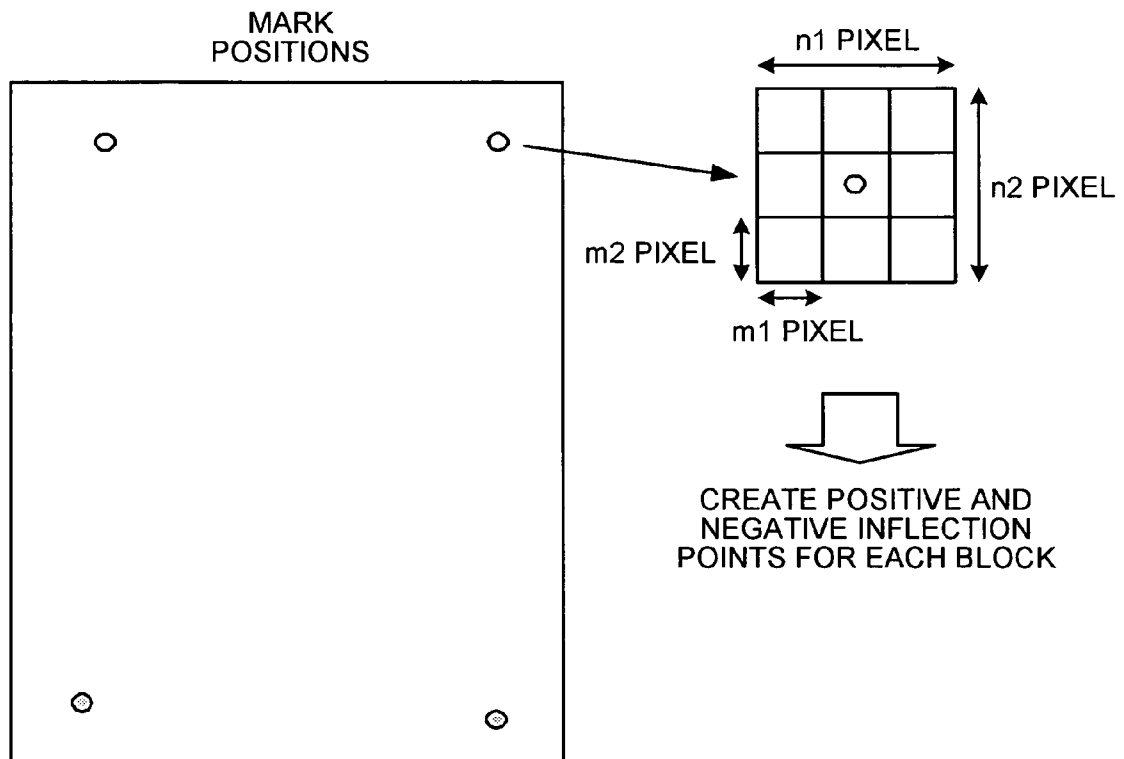 MARK
POSITIONS
n1 PIXEL
n2 PIXEL
m2 PIXEL
m1 PIXEL
CREATE POSITIVE AND
NEGATIVE INFLECTION
POINTS FOR EACH BLOCK